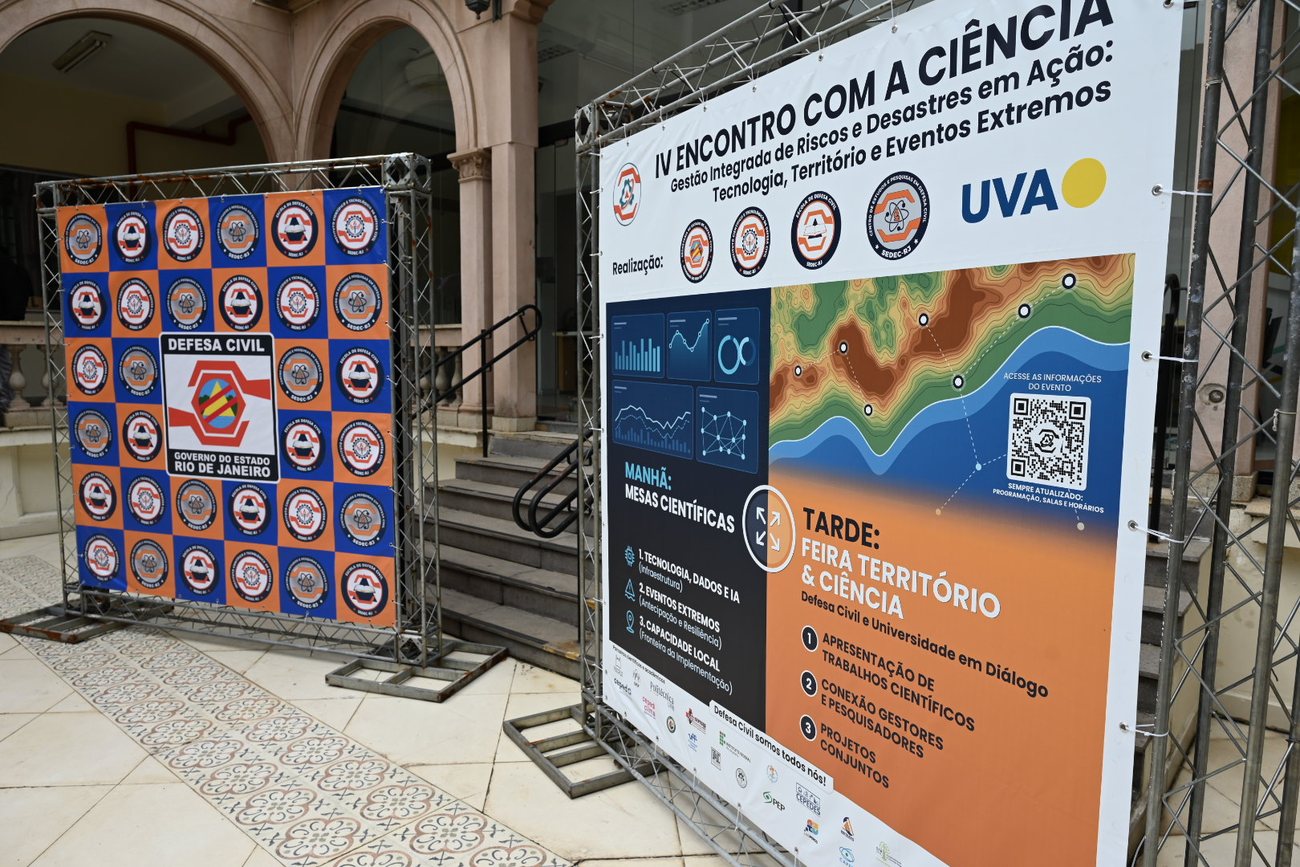 DEFESA CIVIL
GOVERNO DO ESTADO
RIO DE JANEIRO
IV ENCONTRO COM A CIÊNCIA
Gestão Integrada de Riscos e Desastres em Ação:
Tecnologia, Território e Eventos Extremos
UVA
Realização:
SEDEC-RJ
ACESSE AS INFORMAÇÕES
DO EVENTO
SEMPRE ATUALIZADO:
PROGRAMAÇÃO, SALAS E HORÁRIOS
MANHÃ:
MESAS CIENTÍFICAS
1. TECNOLOGIA, DADOS E IA
(Infraestrutura)
2. EVENTOS EXTREMOS
(Antecipação e Resiliência)
3. CAPACIDADE LOCAL
(Fronteira da Implementação)
TARDE:
FEIRA TERRITÓRIO
& CIÊNCIA
Defesa Civil e Universidade em Diálogo
1 APRESENTAÇÃO DE
TRABALHOS CIENTÍFICOS
2 CONEXÃO GESTORES
E PESQUISADORES
3 PROJETOS
CONJUNTOS
Defesa Civil somos todos nós!
PEP
CEPEDES